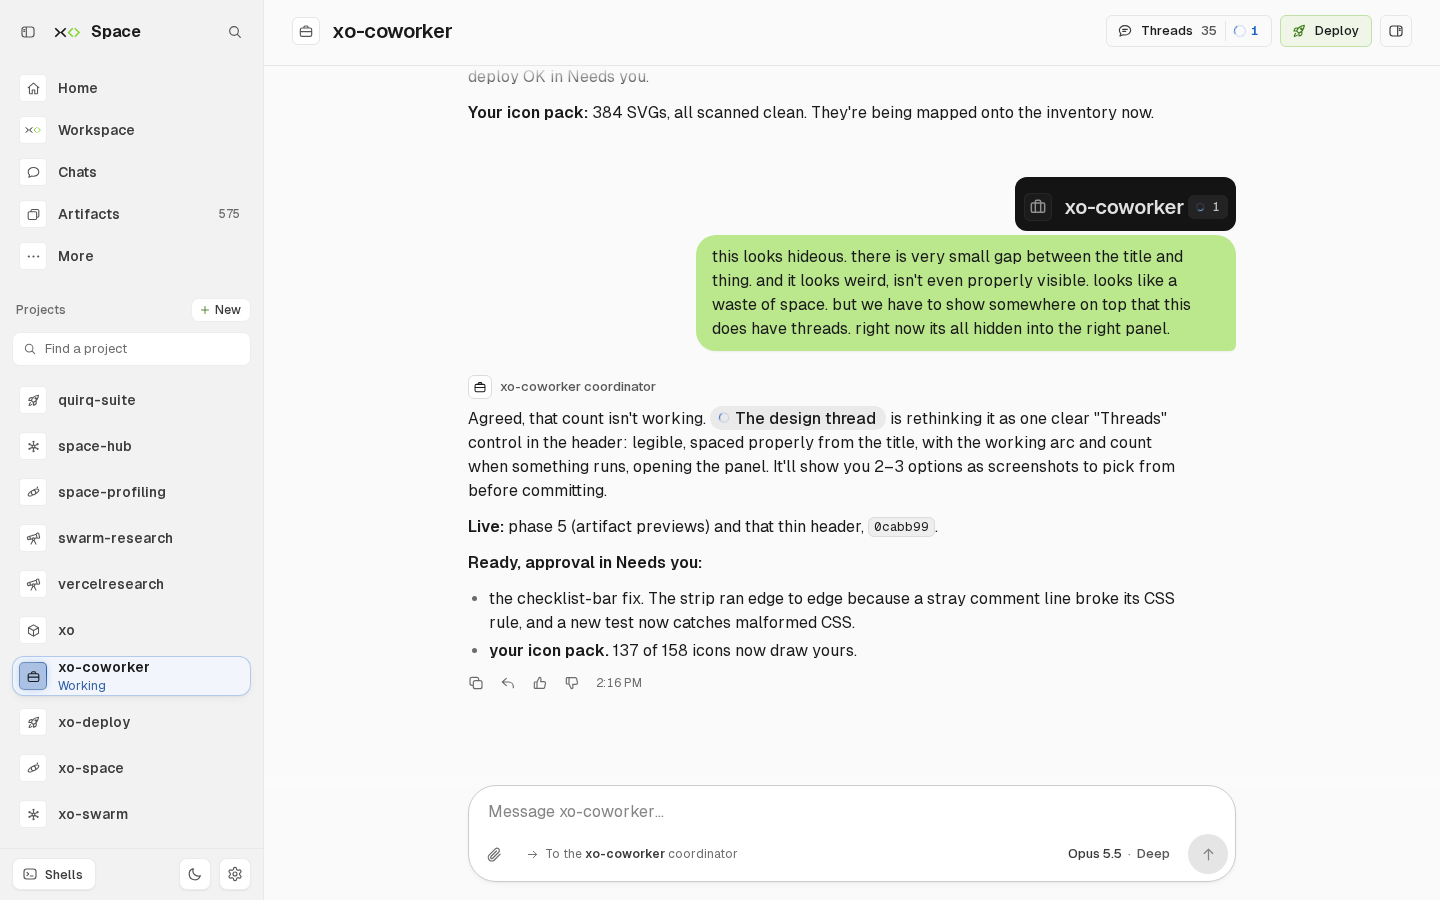 Space
Home
Workspace
Chats
Artifacts 575
More
Projects
New
Find a project
quirq-suite
space-hub
space-profiling
swarm-research
vercelresearch
xo
xo-coworker
Working
xo-deploy
xo-space
xo-swarm
Shells
xo-coworker
Threads 35 1
Deploy
deploy OK in Needs you.
Your icon pack: 384 SVGs, all scanned clean. They're being mapped onto the inventory now.
xo-coworker 1
this looks hideous. there is very small gap between the title and
thing. and it looks weird, isn't even properly visible. looks like a
waste of space. but we have to show somewhere on top that this
does have threads. right now its all hidden into the right panel.
xo-coworker coordinator
Agreed, that count isn't working. The design thread is rethinking it as one clear "Threads"
control in the header: legible, spaced properly from the title, with the working arc and count
when something runs, opening the panel. It'll show you 2–3 options as screenshots to pick from
before committing.
Live: phase 5 (artifact previews) and that thin header, 0cabb99.
Ready, approval in Needs you:
• the checklist-bar fix. The strip ran edge to edge because a stray comment line broke its CSS
rule, and a new test now catches malformed CSS.
• your icon pack. 137 of 158 icons now draw yours.
2:16 PM
Message xo-coworker...
→ To the xo-coworker coordinator
Opus 5.5 · Deep